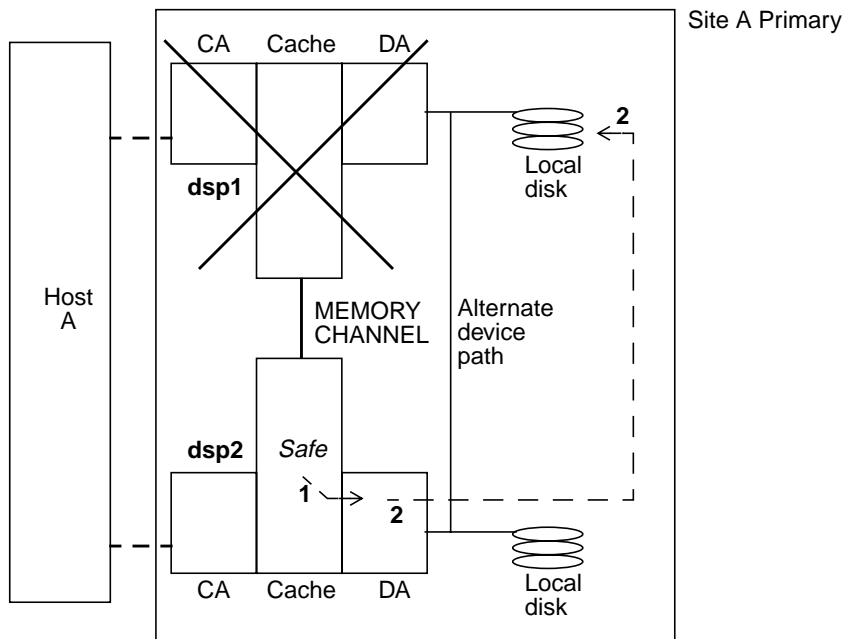 Site A Primary
CA Cache DA
2
Local
disk
dsp1
Host
A
MEMORY
CHANNEL
Alternate
device
path
dsp2
Safe
1
2
CA Cache DA
Local
disk